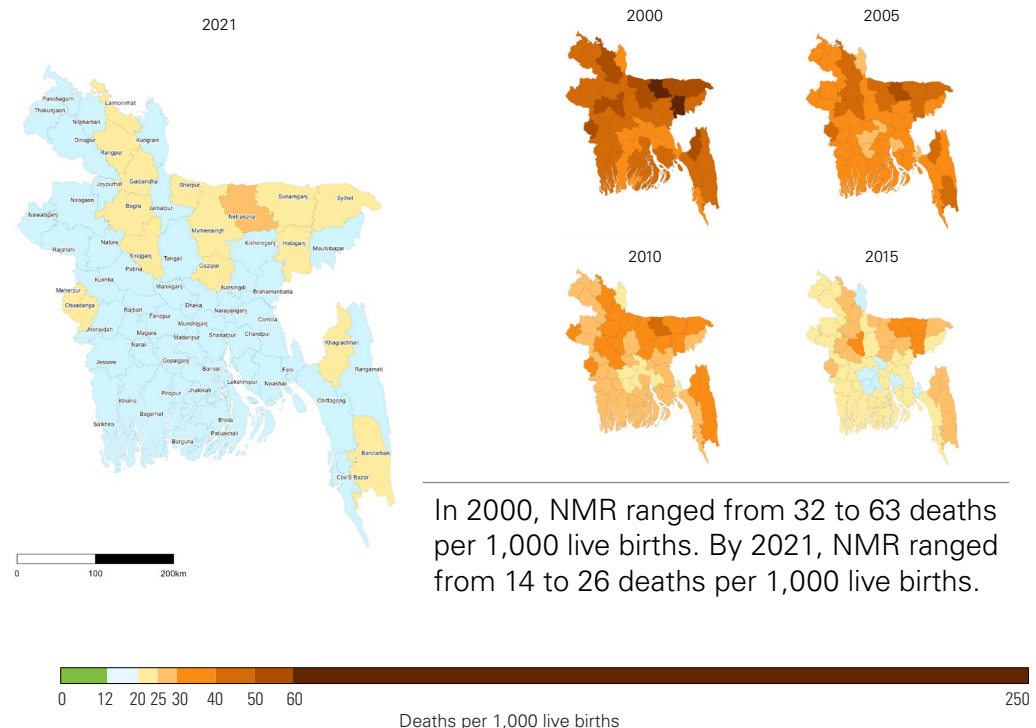 2021
2000
2005
Panchagarh
Thakurgaon
Lalmonirhat
Nilphamari
Dinajpur
Kurigram
Rangpur
Gaibandha
Joypurhat
Sherpur
Naogaon
Bogra
Jamalpur
Netrakona
Sunamganj
Sylhet
Nawabganj
Mymensingh
Natore
Kishoreganj
Habiganj
Maulvibazar
Rajshahi
Sirajganj
Tangail
Pabna
Gazipur
Kushtia
Manikganj
Narsingdi
Brahamanbaria
Meherpur
Chuadanga
Rajbari
Dhaka
Narayanganj
Faridpur
Munshiganj
Comilla
Jhenaidah
Magura
Madaripur
Shariatpur
Chandpur
Narail
Khagrachhari
Jessore
Gopalganj
Barisal
Feni
Rangamati
Lakshmipur
Noakhali
Khulna
Pirojpur
Jhalokati
Chittagong
Bagerhat
Bhola
Satkhira
Patuakhali
Barguna
Bandarban
Cox'S Bazar
0 100 200km
2010
2015
In 2000, NMR ranged from 32 to 63 deaths
per 1,000 live births. By 2021, NMR ranged
from 14 to 26 deaths per 1,000 live births.
0 12 20 25 30 40 50 60 250
Deaths per 1,000 live births